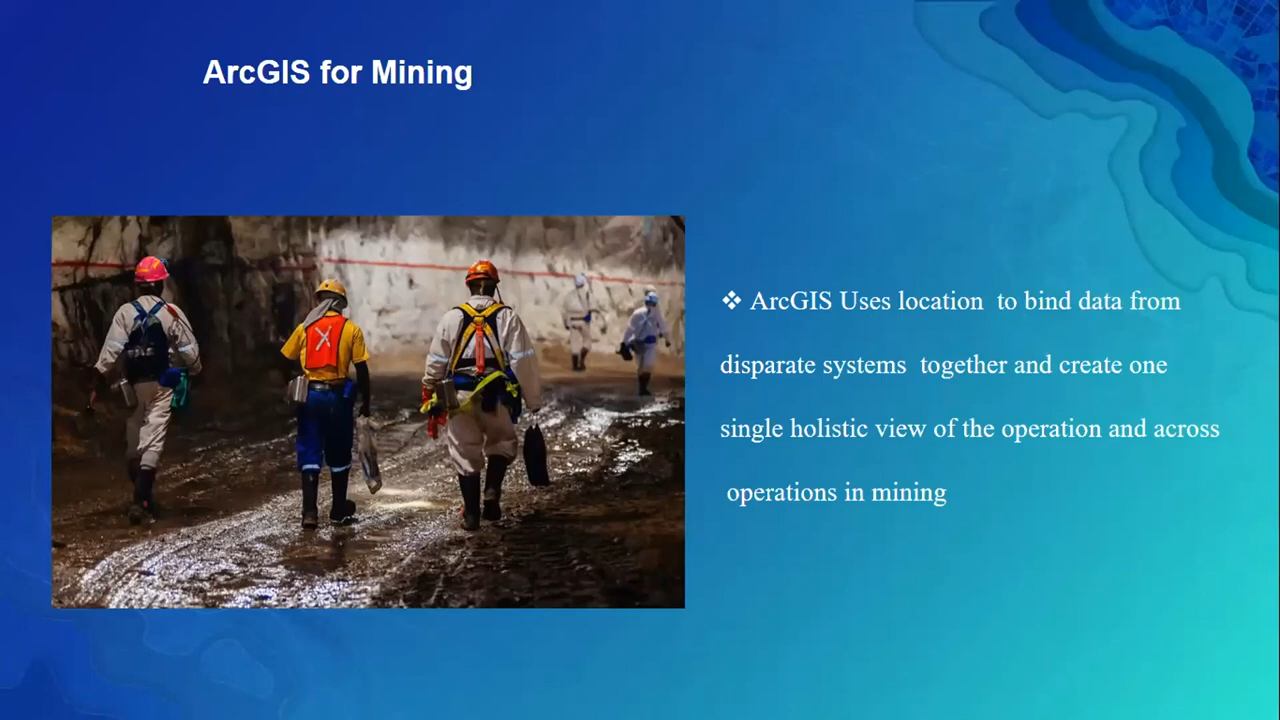 ArcGIS for Mining
❖ ArcGIS Uses location to bind data from
disparate systems together and create one
single holistic view of the operation and across
operations in mining